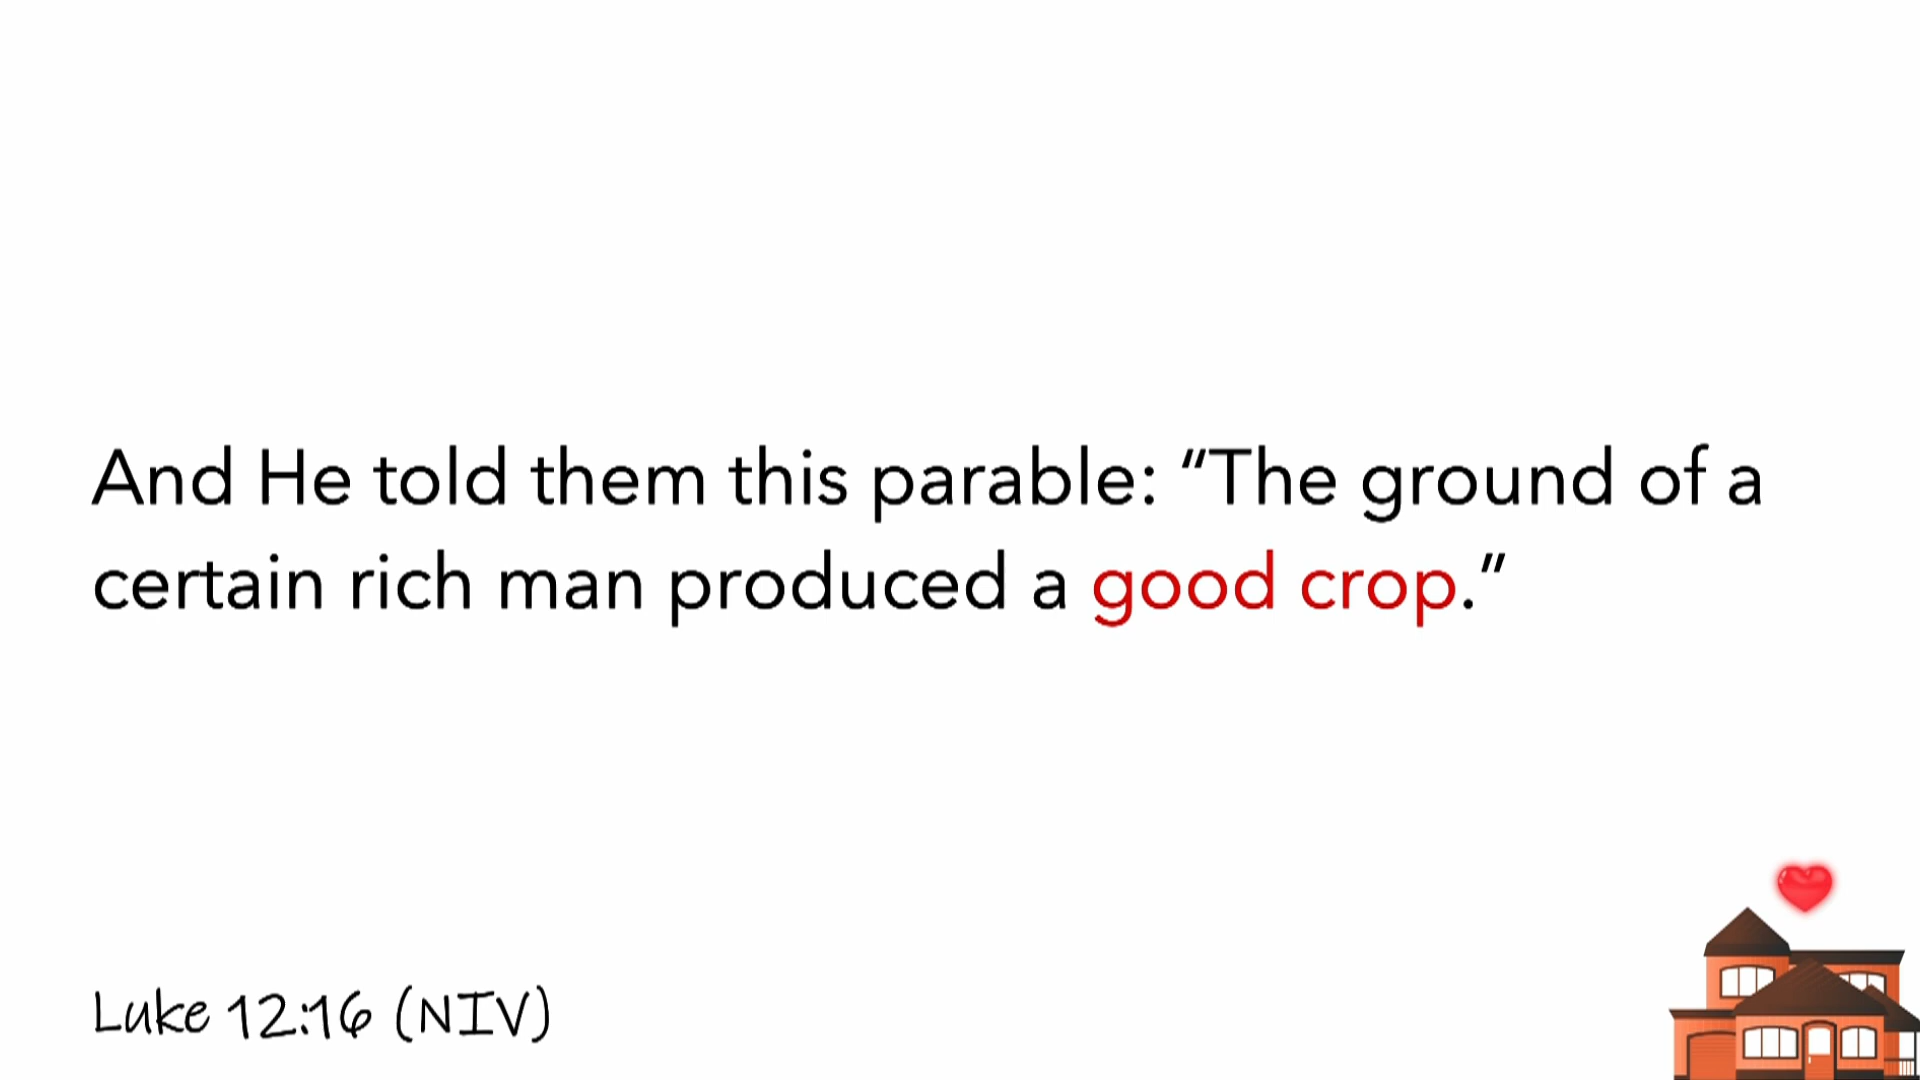 And He told them this parable: “The ground of a
certain rich man produced a good crop.”
Luke 12:16 (NIV)